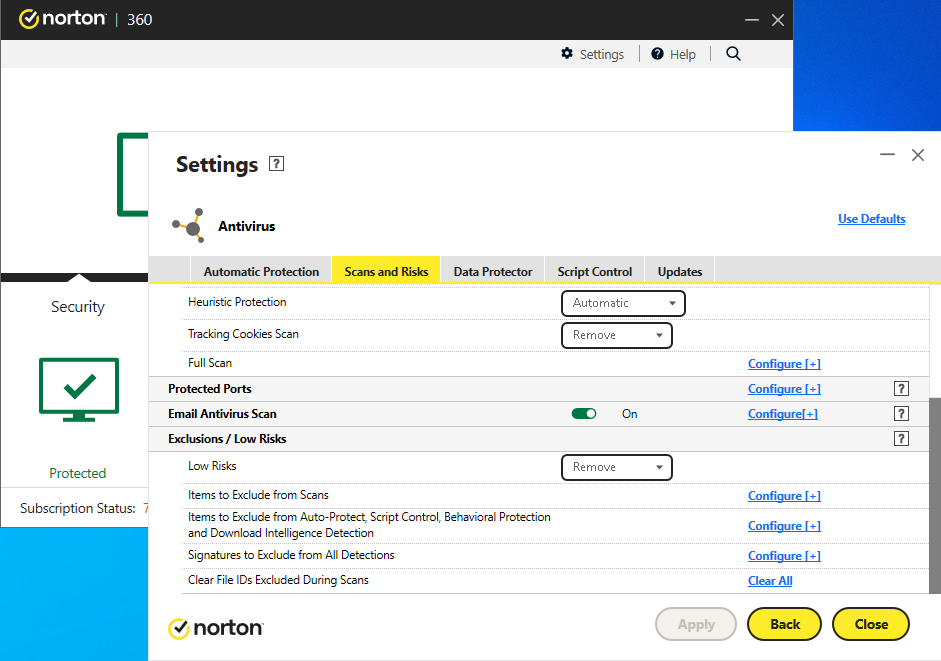 norton | 360
Settings
Help
Settings ?
Antivirus
Use Defaults
Automatic Protection
Scans and Risks
Data Protector
Script Control
Updates
Heuristic Protection
Automatic
Tracking Cookies Scan
Remove
Full Scan
Configure [+]
Protected Ports
Configure [+]
?
Email Antivirus Scan
On
Configure[+]
?
Exclusions / Low Risks
?
Low Risks
Remove
Items to Exclude from Scans
Configure [+]
Items to Exclude from Auto-Protect, Script Control, Behavioral Protection
and Download Intelligence Detection
Configure [+]
Signatures to Exclude from All Detections
Configure [+]
Clear File IDs Excluded During Scans
Clear All
Security
Protected
Subscription Status:
norton
Apply
Back
Close